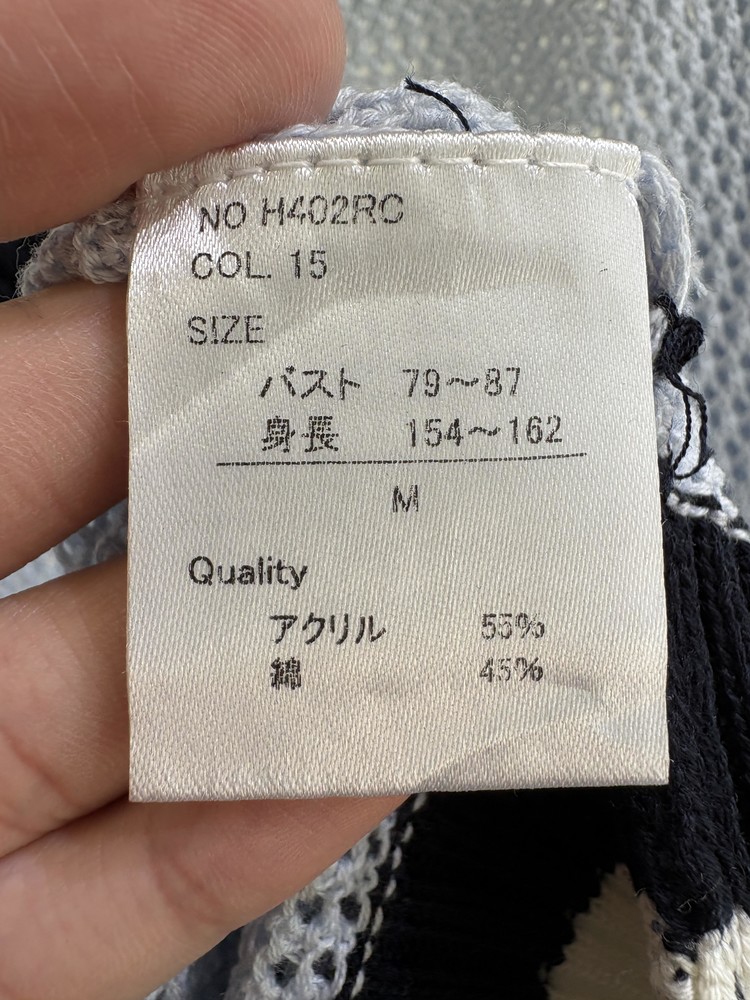 NO H402RC
COL. 15
SIZE
バスト 79～87
身長 154～162
M
Quality
アクリル 55%
綿 45%